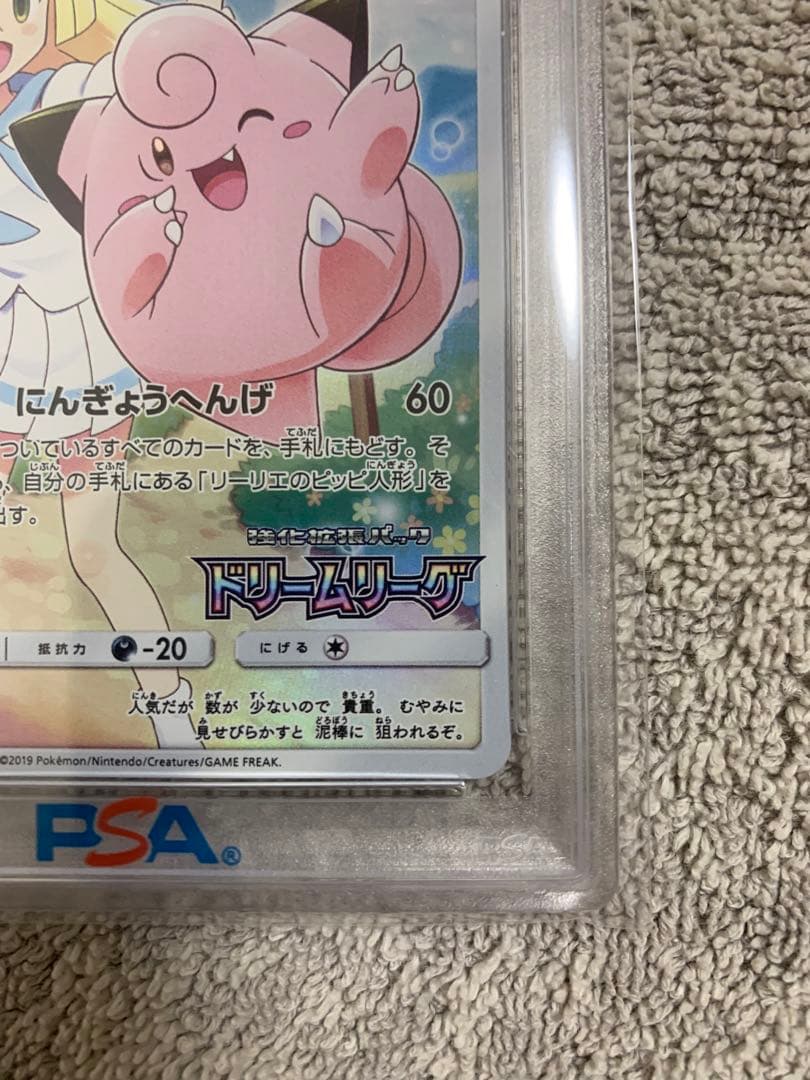 にんぎょうへんげ 60
ついているすべてのカードを、手札にもどす。そ
、自分の手札にある「リーリエのピッピ人形」を
出す。
強化拡張パック
ドリームリーグ
抵抗力 -20 にげる
人気だが 数が 少ないので 貴重。 むやみに
見せびらかすと 泥棒に 狙われるぞ。
©2019 Pokémon/Nintendo/Creatures/GAME FREAK.
PSA®